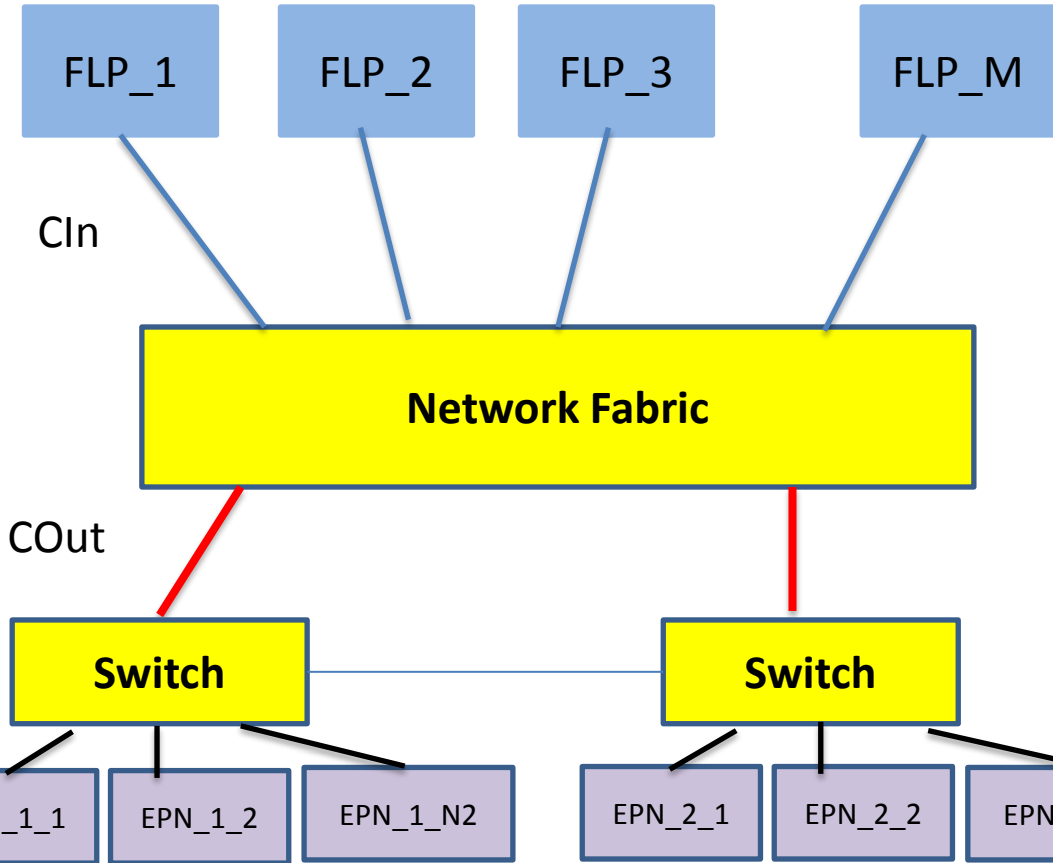 FLP_1
FLP_2
FLP_3
FLP_M
CIn
Network Fabric
COut
Switch
Switch
_1_1
EPN_1_2
EPN_1_N2
EPN_2_1
EPN_2_2
EPN